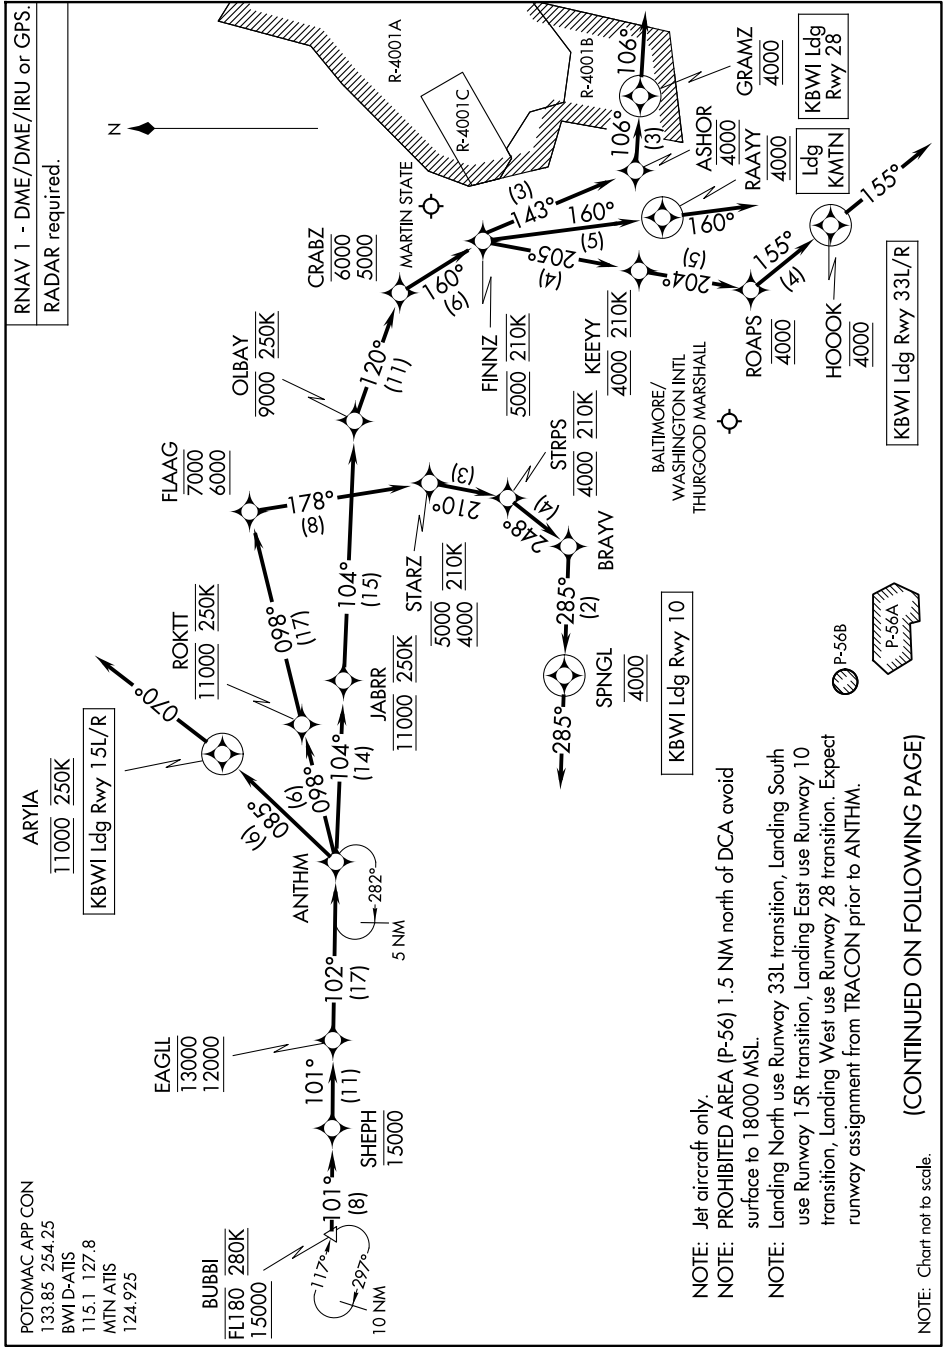 RNAV 1 - DME/DME/IRU or GPS.
RADAR required.
POTOMAC APP CON
133.85 254.25
BWI D-ATIS
115.1 127.8
MTN ATIS
124.925
BUBBI
FL180 280K
15000
117°
297°
10 NM
101°
(8)
SHEPH
15000
101°
(11)
EAGLL
13000
12000
102°
(17)
ANTHM
282°
5 NM
ARYIA
11000 250K
KBWI Ldg Rwy 15L/R
085°
(6)
070°
068°
(6)
ROKTT
11000 250K
098°
(17)
FLAAG
7000
6000
178°
(8)
STARZ
5000 210K
4000
210°
(3)
STRPS
4000 210K
248°
(4)
BRAYV
285°
(2)
SPNGL
4000
285°
KBWI Ldg Rwy 10
104°
(14)
JABRR
11000 250K
104°
(15)
OLBAY
9000 250K
120°
(11)
CRABZ
6000
5000
MARTIN STATE
160°
(6)
FINNZ
5000 210K
143°
(3)
ASHOR
4000
106°
(3)
GRAMZ
4000
106°
KBWI Ldg
Rwy 28
160°
(5)
RAAYY
4000
190°
Ldg
KMTN
205°
(4)
KEEYY
4000 210K
204°
(5)
ROAPS
4000
155°
(4)
HOOOK
4000
155°
KBWI Ldg Rwy 33L/R
BALTIMORE/
WASHINGTON INTL
THURGOOD MARSHALL
N
R-4001A
R-4001B
R-4001C
P-56B
P-56A
NOTE: Jet aircraft only.
NOTE: PROHIBITED AREA (P-56) 1.5 NM north of DCA avoid
surface to 18000 MSL.
NOTE: Landing North use Runway 33L transition, Landing South
use Runway 15R transition, Landing East use Runway 10
transition, Landing West use Runway 28 transition. Expect
runway assignment from TRACON prior to ANTHM.
(CONTINUED ON FOLLOWING PAGE)
NOTE: Chart not to scale.